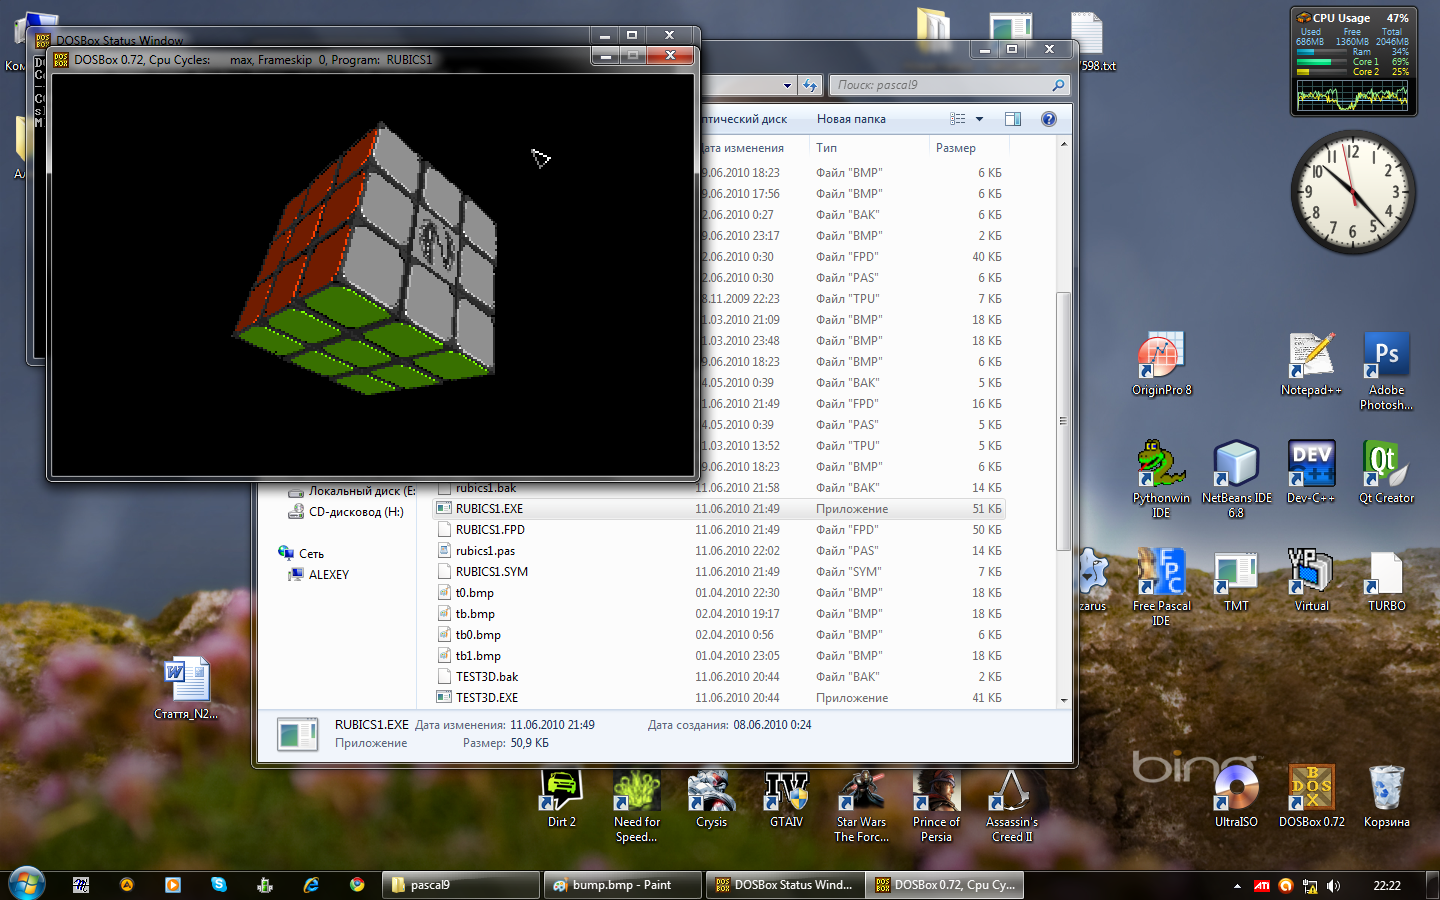 DOSBox Status Window
DOSBox 0.72, Cpu Cycles: max, Frameskip 0, Program: RUBICS1
Поиск: pascal9
птический диск
Новая папка
Дата изменения Тип Размер
9.06.2010 18:23 Файл "BMP" 6 КБ
9.06.2010 17:56 Файл "BMP" 6 КБ
2.06.2010 0:27 Файл "BAK" 6 КБ
9.06.2010 23:17 Файл "BMP" 2 КБ
2.06.2010 0:30 Файл "FPD" 40 КБ
2.06.2010 0:30 Файл "PAS" 6 КБ
8.11.2009 22:23 Файл "TPU" 7 КБ
1.03.2010 21:09 Файл "BMP" 18 КБ
1.03.2010 23:48 Файл "BMP" 18 КБ
9.06.2010 18:23 Файл "BMP" 6 КБ
4.05.2010 0:39 Файл "BAK" 5 КБ
1.06.2010 21:49 Файл "FPD" 16 КБ
4.05.2010 0:39 Файл "PAS" 5 КБ
1.03.2010 13:52 Файл "TPU" 5 КБ
9.06.2010 18:23 Файл "BMP" 6 КБ
rubics1.bak 11.06.2010 21:58 Файл "BAK" 14 КБ
RUBICS1.EXE 11.06.2010 21:49 Приложение 51 КБ
RUBICS1.FPD 11.06.2010 21:49 Файл "FPD" 50 КБ
rubics1.pas 11.06.2010 22:02 Файл "PAS" 14 КБ
RUBICS1.SYM 11.06.2010 21:49 Файл "SYM" 7 КБ
t0.bmp 01.04.2010 22:30 Файл "BMP" 18 КБ
tb.bmp 02.04.2010 19:17 Файл "BMP" 18 КБ
tb0.bmp 02.04.2010 0:56 Файл "BMP" 6 КБ
tb1.bmp 01.04.2010 23:05 Файл "BMP" 18 КБ
TEST3D.bak 11.06.2010 20:44 Файл "BAK" 2 КБ
TEST3D.EXE 11.06.2010 20:44 Приложение 41 КБ
Локальный диск (E:
CD-дисковод (H:)
Сеть
ALEXEY
RUBICS1.EXE Дата изменения: 11.06.2010 21:49 Дата создания: 08.06.2010 0:24
Приложение Размер: 50,9 КБ
598.txt
CPU Usage 47%
Used Free Total
686MB 1360MB 2046MB
Ram 34%
Core 1 69%
Core 2 25%
12
1
2
3
4
5
6
7
8
9
10
11
OriginPro 8
Notepad++
Ps
Adobe
Photosh...
Pythonwin
IDE
NetBeans IDE
6.8
DEV
C++
Dev-C++
Qt
Qt Creator
zarus
FPC
Free Pascal
IDE
TMT
VP
Virtual
TURBO
Стаття_N2...
bing
Dirt 2
Need for
Speed...
Crysis
IV
GTAIV
Star Wars
The Forc...
Prince of
Persia
Assassin's
Creed II
UltraISO
DOSBox 0.72
Корзина
pascal9
bump.bmp - Paint
DOSBox Status Wind...
DOSBox 0.72, Cpu Cy...
ATI
22:22